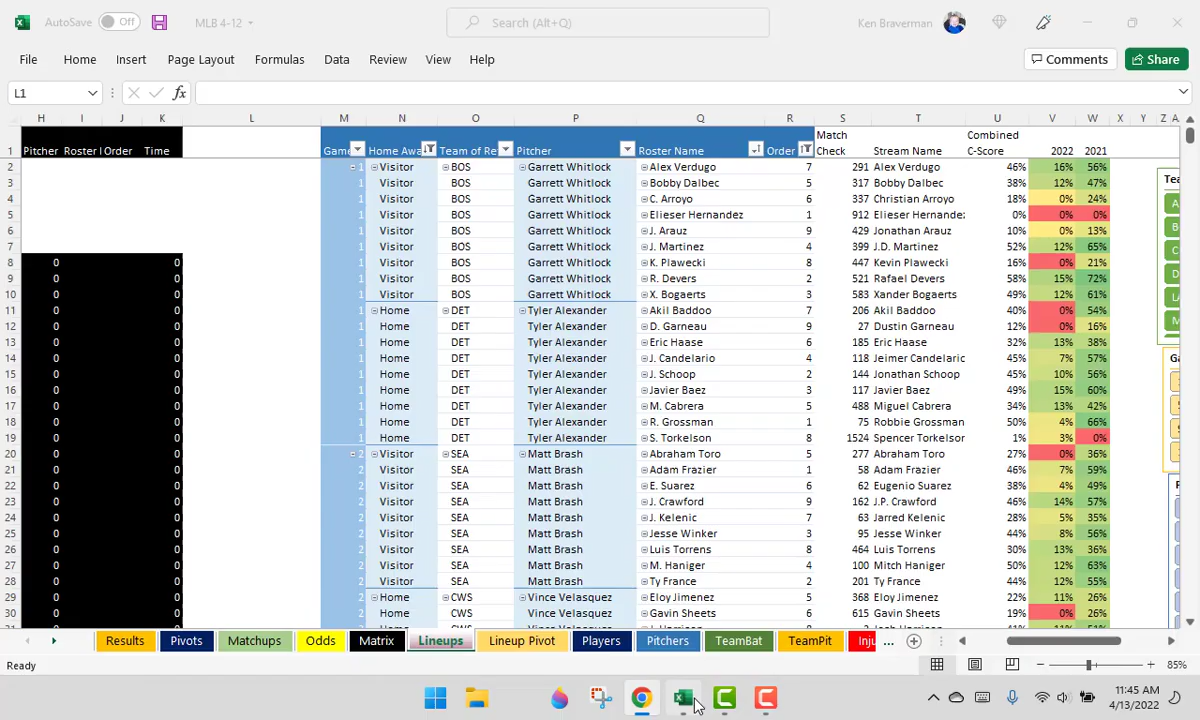 AutoSave Off MLB 4-12 Search (Alt+Q) Ken Braverman
File Home Insert Page Layout Formulas Data Review View Help Comments Share
L1 fx
H I J K L M N O P Q R S T U V W X Y Z A
Match Combined
1 Pitcher Roster I Order Time Game Home Awa Team of Re Pitcher Roster Name Order Check Stream Name C-Score 2022 2021
2 1 Visitor BOS Garrett Whitlock Alex Verdugo 7 291 Alex Verdugo 46% 16% 56% Tea
3 1 Visitor BOS Garrett Whitlock Bobby Dalbec 5 317 Bobby Dalbec 38% 12% 47%
4 1 Visitor BOS Garrett Whitlock C. Arroyo 6 337 Christian Arroyo 18% 0% 24%
5 1 Visitor BOS Garrett Whitlock Elieser Hernandez 1 912 Elieser Hernande: 0% 0% 0%
6 1 Visitor BOS Garrett Whitlock J. Arauz 9 429 Jonathan Arauz 10% 0% 13%
7 1 Visitor BOS Garrett Whitlock J. Martinez 4 399 J.D. Martinez 52% 12% 65%
8 0 0 1 Visitor BOS Garrett Whitlock K. Plawecki 8 447 Kevin Plawecki 16% 0% 21%
9 0 0 1 Visitor BOS Garrett Whitlock R. Devers 2 521 Rafael Devers 58% 15% 72%
10 0 0 1 Visitor BOS Garrett Whitlock X. Bogaerts 3 583 Xander Bogaerts 49% 12% 61%
11 0 0 1 Home DET Tyler Alexander Akil Baddoo 7 206 Akil Baddoo 40% 0% 54%
12 0 0 1 Home DET Tyler Alexander D. Garneau 9 27 Dustin Garneau 12% 0% 16%
13 0 0 1 Home DET Tyler Alexander Eric Haase 6 185 Eric Haase 32% 13% 38% Ga
14 0 0 1 Home DET Tyler Alexander J. Candelario 4 118 Jeimer Candelaric 45% 7% 57%
15 0 0 1 Home DET Tyler Alexander J. Schoop 2 144 Jonathan Schoop 45% 10% 56%
16 0 0 1 Home DET Tyler Alexander Javier Baez 3 117 Javier Baez 49% 15% 60%
17 0 0 1 Home DET Tyler Alexander M. Cabrera 5 488 Miguel Cabrera 34% 13% 42%
18 0 0 1 Home DET Tyler Alexander R. Grossman 1 75 Robbie Grossman 50% 4% 66%
19 0 0 1 Home DET Tyler Alexander S. Torkelson 8 1524 Spencer Torkelsor 1% 3% 0%
20 0 0 2 Visitor SEA Matt Brash Abraham Toro 5 277 Abraham Toro 27% 0% 36%
21 0 0 2 Visitor SEA Matt Brash Adam Frazier 1 58 Adam Frazier 46% 7% 59%
22 0 0 2 Visitor SEA Matt Brash E. Suarez 6 62 Eugenio Suarez 38% 4% 49%
23 0 0 2 Visitor SEA Matt Brash J. Crawford 9 162 J.P. Crawford 46% 14% 57%
24 0 0 2 Visitor SEA Matt Brash J. Kelenic 7 63 Jarred Kelenic 28% 5% 35%
25 0 0 2 Visitor SEA Matt Brash Jesse Winker 3 95 Jesse Winker 44% 8% 56%
26 0 0 2 Visitor SEA Matt Brash Luis Torrens 8 464 Luis Torrens 30% 13% 36%
27 0 0 2 Visitor SEA Matt Brash M. Haniger 4 100 Mitch Haniger 50% 12% 63%
28 0 0 2 Visitor SEA Matt Brash Ty France 2 201 Ty France 44% 12% 55%
29 0 0 2 Home CWS Vince Velasquez Eloy Jimenez 5 368 Eloy Jimenez 22% 11% 26%
30 0 0 2 Home CWS Vince Velasquez Gavin Sheets 6 615 Gavin Sheets 19% 0% 26%
Results Pivots Matchups Odds Matrix Lineups Lineup Pivot Players Pitchers TeamBat TeamPit Inju ...
Ready 85%
11:45 AM
4/13/2022